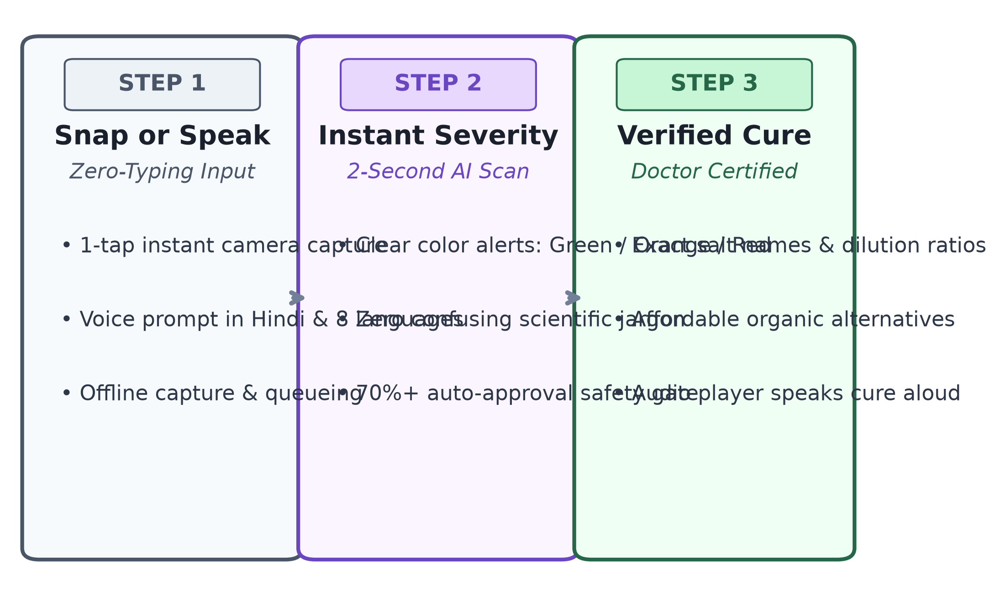 STEP 1
Snap or Speak
Zero-Typing Input
• 1-tap instant camera capture
• Voice prompt in Hindi & 8 languages
• Offline capture & queueing
STEP 2
Instant Severity
2-Second AI Scan
• Clear color alerts: Green / Orange / Red
• Zero confusing scientific jargon
• 70%+ auto-approval safety gate
STEP 3
Verified Cure
Doctor Certified
• Exact salt names & dilution ratios
• Affordable organic alternatives
• Audio player speaks cure aloud